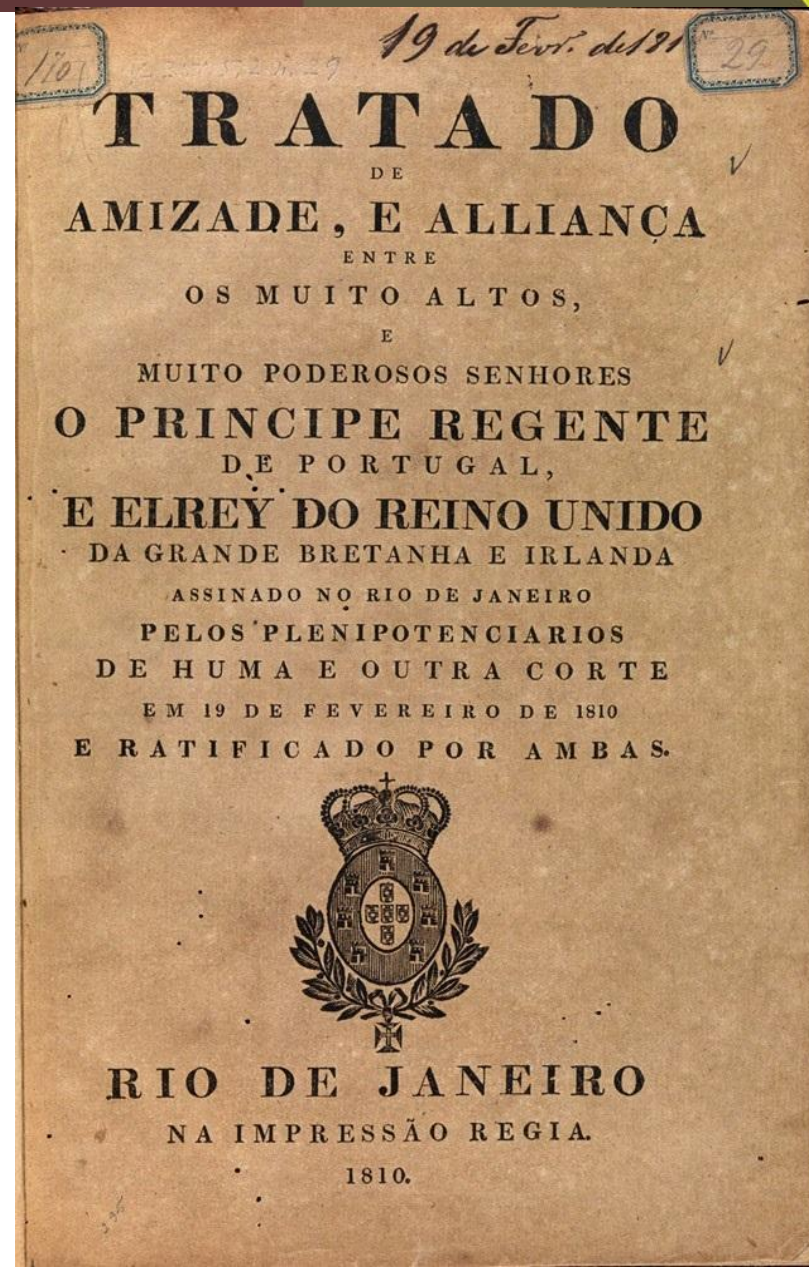 19 de Fevr. de 181
170
Nº
29
TRATADO
DE
AMIZADE, E ALLIANÇA
ENTRE
OS MUITO ALTOS,
E
MUITO PODEROSOS SENHORES
O PRINCIPE REGENTE
DE PORTUGAL,
E ELREY DO REINO UNIDO
DA GRANDE BRETANHA E IRLANDA
ASSINADO NO RIO DE JANEIRO
PELOS PLENIPOTENCIARIOS
DE HUMA E OUTRA CORTE
EM 19 DE FEVEREIRO DE 1810
E RATIFICADO POR AMBAS.
RIO DE JANEIRO
NA IMPRESSÃO REGIA.
1810.